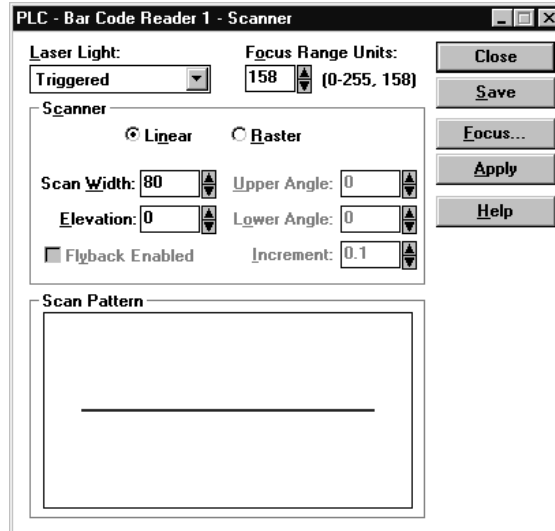 PLC - Bar Code Reader 1 - Scanner
Laser Light:
Triggered
Focus Range Units:
158 (0-255, 158)
Close
Save
Focus...
Apply
Help
Scanner
Linear Raster
Scan Width: 80 Upper Angle: 0
Elevation: 0 Lower Angle: 0
Flyback Enabled Increment: 0.1
Scan Pattern